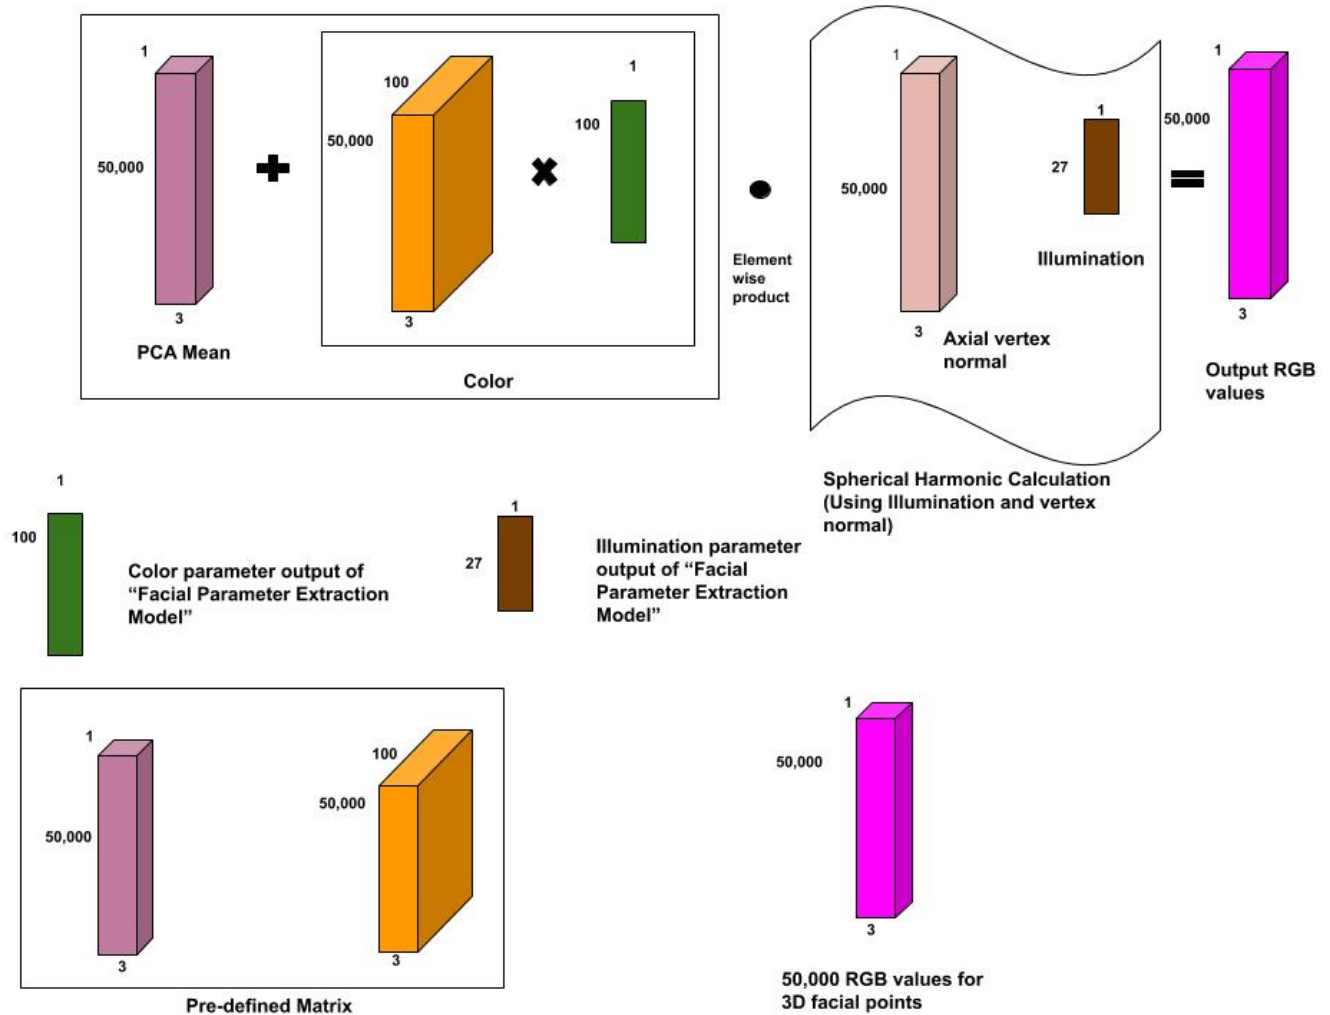 1
50,000
3
PCA Mean
100
50,000
3
1
100
Color
Element
wise
product
1
50,000
3
Axial vertex
normal
1
27
Illumination
1
50,000
3
Output RGB
values
Spherical Harmonic Calculation
(Using Illumination and vertex
normal)
1
100
Color parameter output of
“Facial Parameter Extraction
Model”
1
27
Illumination parameter
output of “Facial
Parameter Extraction
Model”
1
50,000
3
100
50,000
3
Pre-defined Matrix
1
50,000
3
50,000 RGB values for
3D facial points